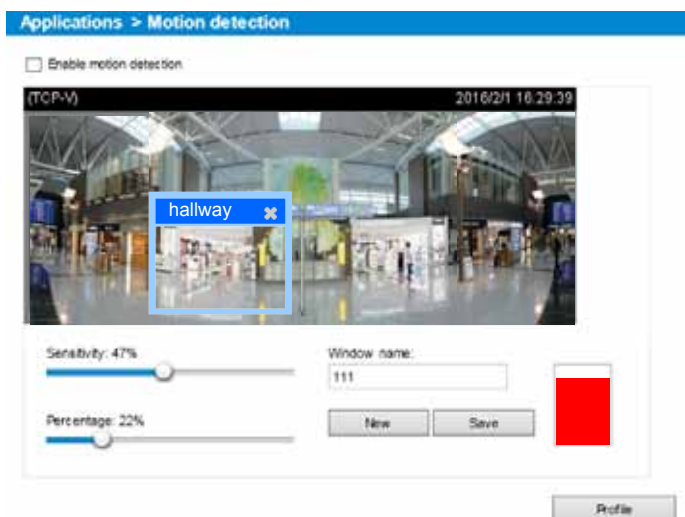 Applications > Motion detection
Enable motion detection
(TCP-V) 2016/2/1 16:29:39
hallway
Sensitivity: 47%
Window name:
111
Percentage: 22%
New Save
Profile